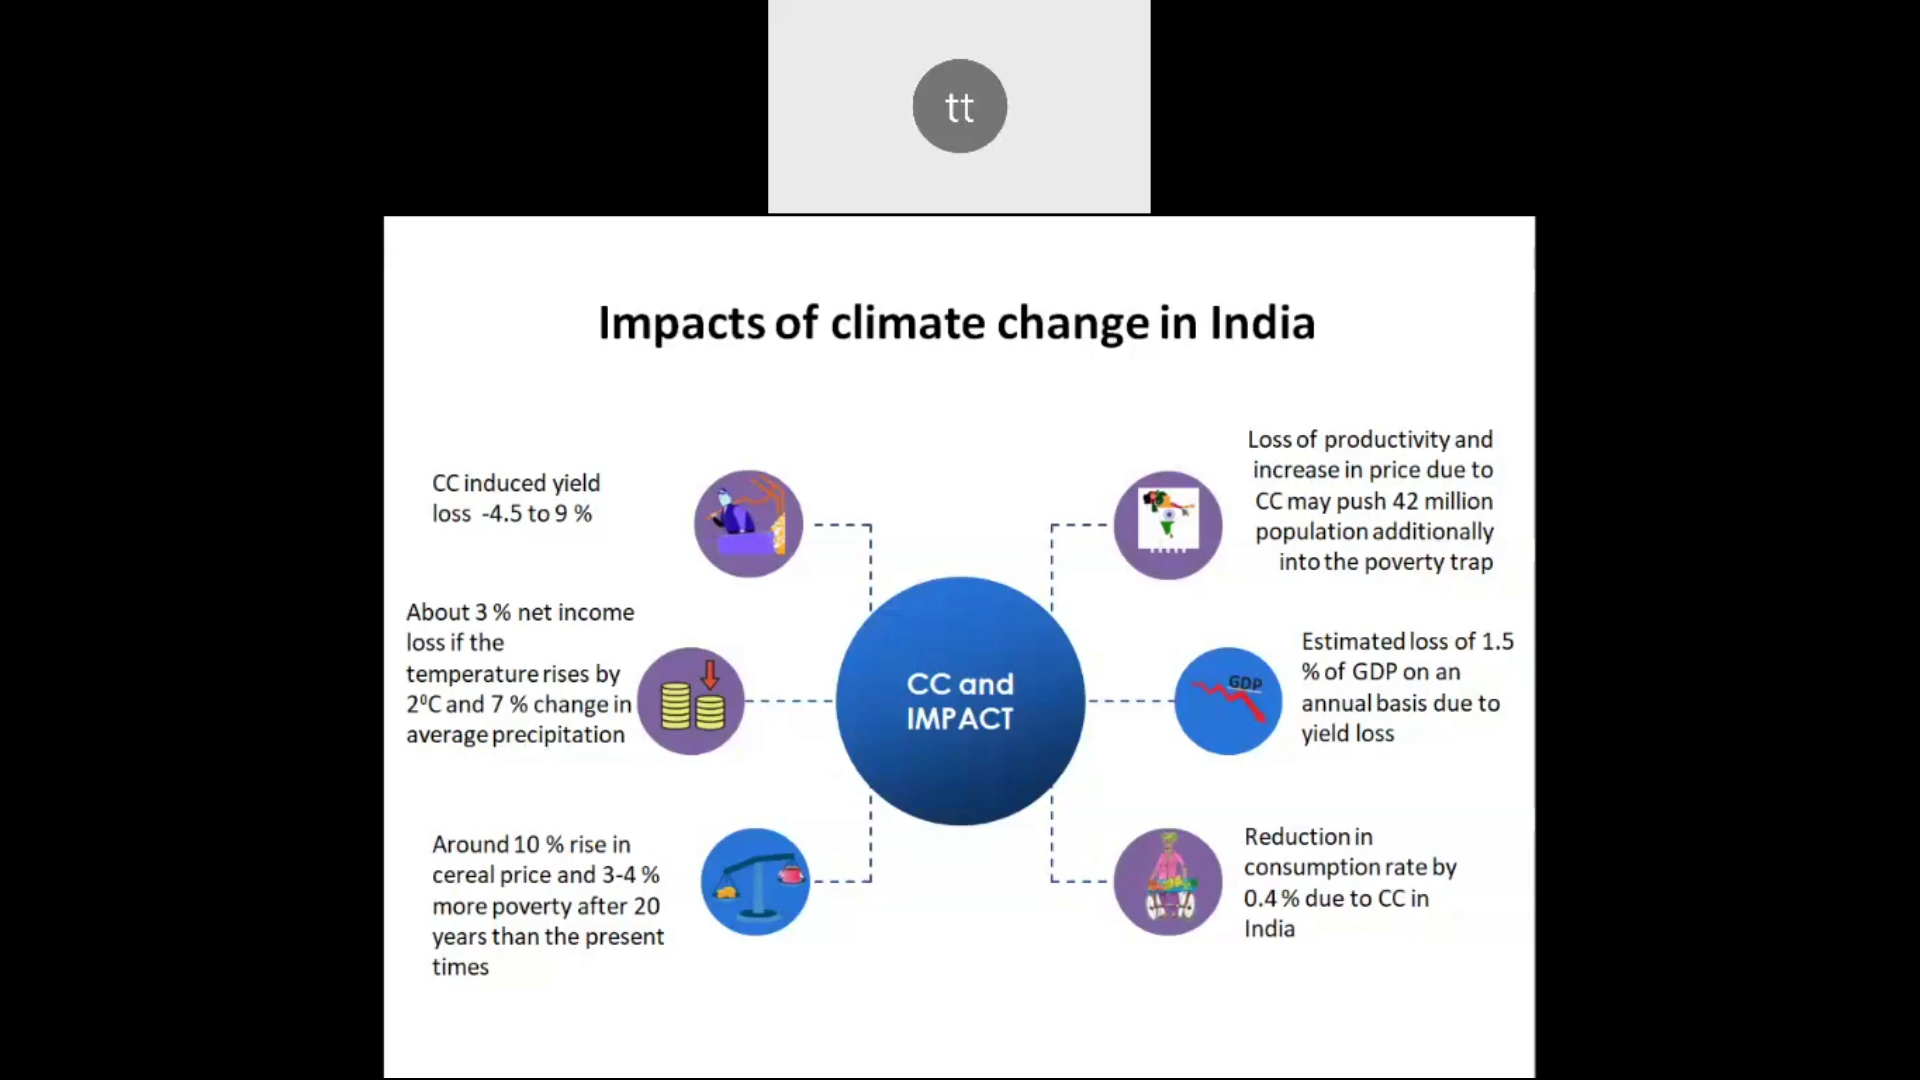 tt
Impacts of climate change in India
CC induced yield
loss -4.5 to 9 %
About 3 % net income
loss if the
temperature rises by
2⁰C and 7 % change in
average precipitation
Around 10 % rise in
cereal price and 3-4 %
more poverty after 20
years than the present
times
CC and
IMPACT
Loss of productivity and
increase in price due to
CC may push 42 million
population additionally
into the poverty trap
GDP
Estimated loss of 1.5
% of GDP on an
annual basis due to
yield loss
Reduction in
consumption rate by
0.4 % due to CC in
India